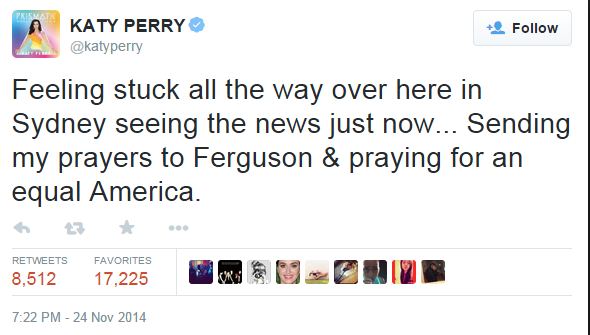 KATY PERRY
@katyperry
Follow
Feeling stuck all the way over here in
Sydney seeing the news just now... Sending
my prayers to Ferguson & praying for an
equal America.
RETWEETS FAVORITES
8,512 17,225
7:22 PM - 24 Nov 2014